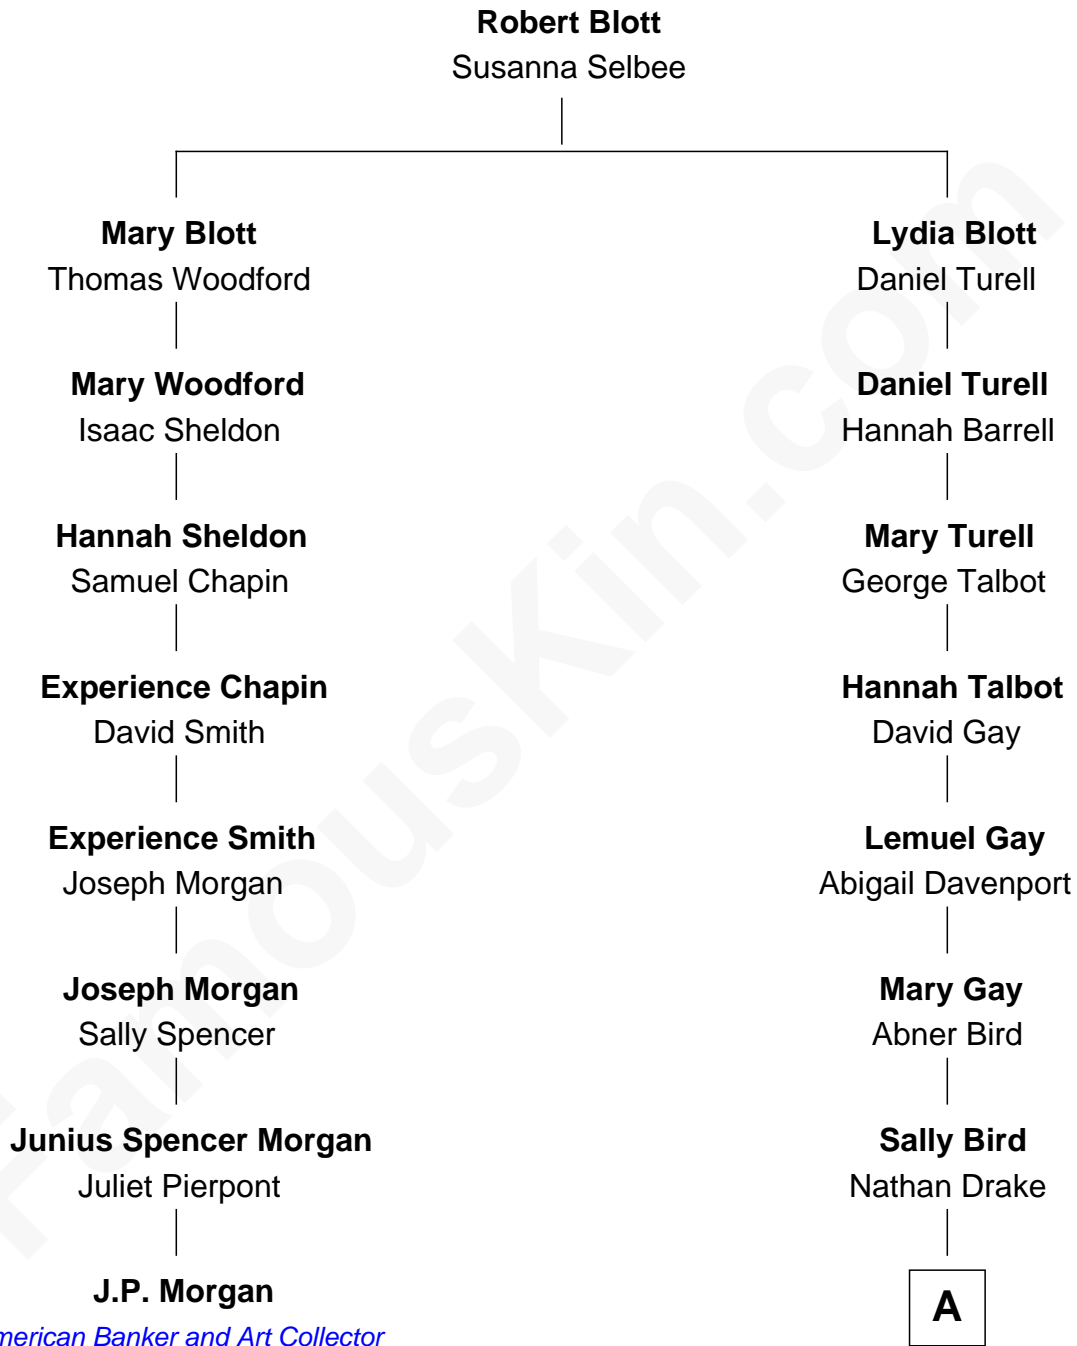 Robert Blott
Susanna Selbee
Mary Blott
Thomas Woodford
Mary Woodford
Isaac Sheldon
Hannah Sheldon
Samuel Chapin
Experience Chapin
David Smith
Experience Smith
Joseph Morgan
Joseph Morgan
Sally Spencer
Junius Spencer Morgan
Juliet Pierpont
J.P. Morgan
merican Banker and Art Collector
Lydia Blott
Daniel Turell
Daniel Turell
Hannah Barrell
Mary Turell
George Talbot
Hannah Talbot
David Gay
Lemuel Gay
Abigail Davenport
Mary Gay
Abner Bird
Sally Bird
Nathan Drake
A
FamousKin.com